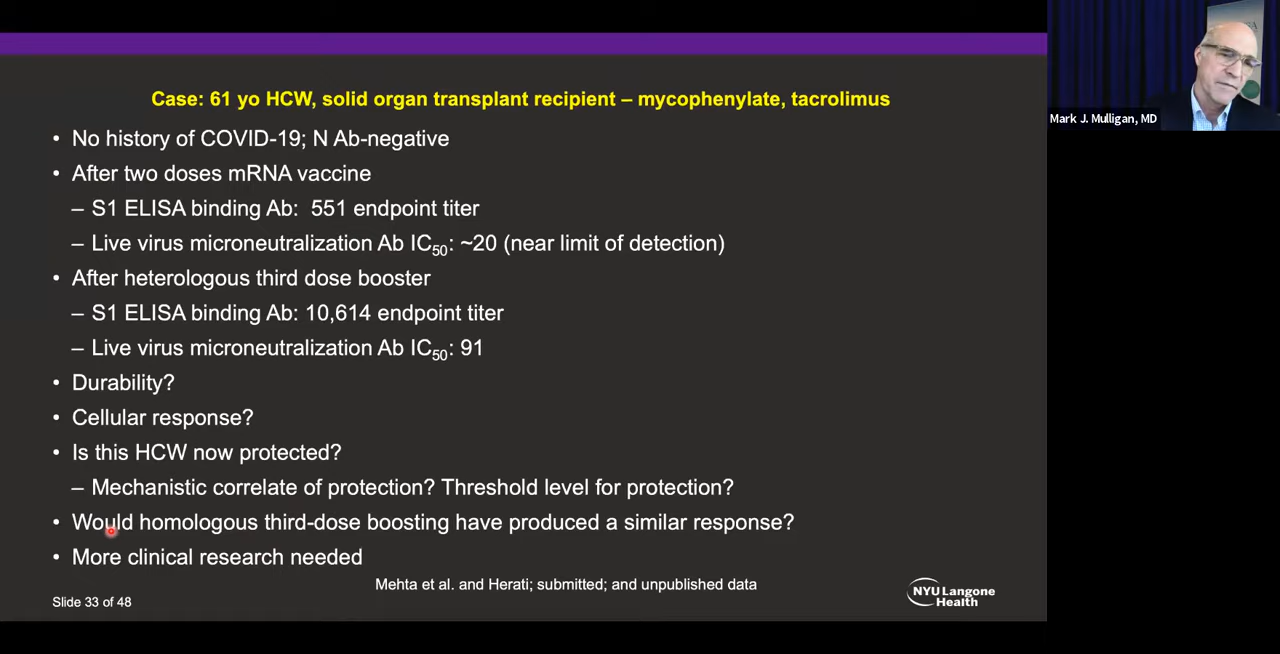 Case: 61 yo HCW, solid organ transplant recipient – mycophenylate, tacrolimus
• No history of COVID-19; N Ab-negative
• After two doses mRNA vaccine
– S1 ELISA binding Ab: 551 endpoint titer
– Live virus microneutralization Ab IC50: ~20 (near limit of detection)
• After heterologous third dose booster
– S1 ELISA binding Ab: 10,614 endpoint titer
– Live virus microneutralization Ab IC50: 91
• Durability?
• Cellular response?
• Is this HCW now protected?
– Mechanistic correlate of protection? Threshold level for protection?
• Would homologous third-dose boosting have produced a similar response?
• More clinical research needed
Mehta et al. and Herati; submitted; and unpublished data
Slide 33 of 48
NYU Langone
Health
Mark J. Mulligan, MD